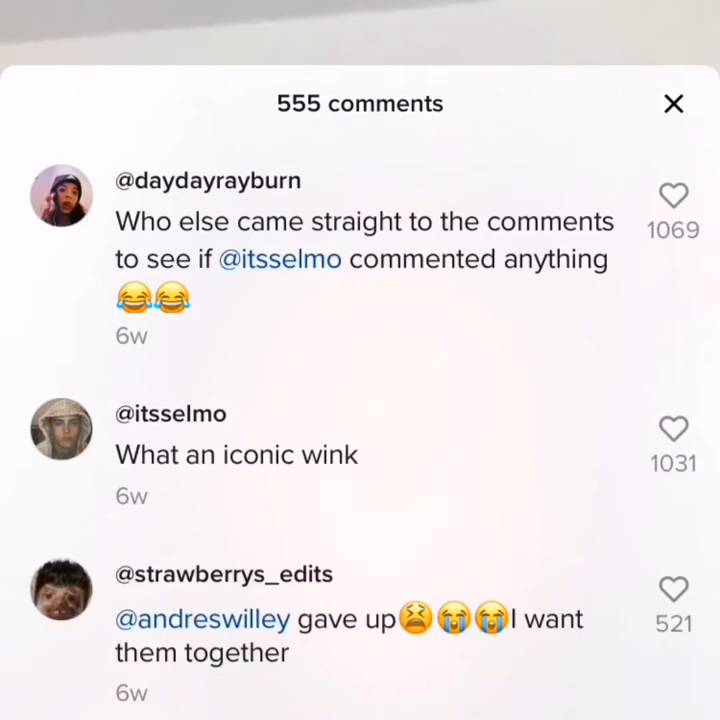 555 comments
@daydayrayburn
Who else came straight to the comments
to see if @itsselmo commented anything
😂😂
1069
6w
@itsselmo
What an iconic wink
1031
6w
@strawberrys_edits
@andreswilley gave up😫😭😭I want
them together
521
6w